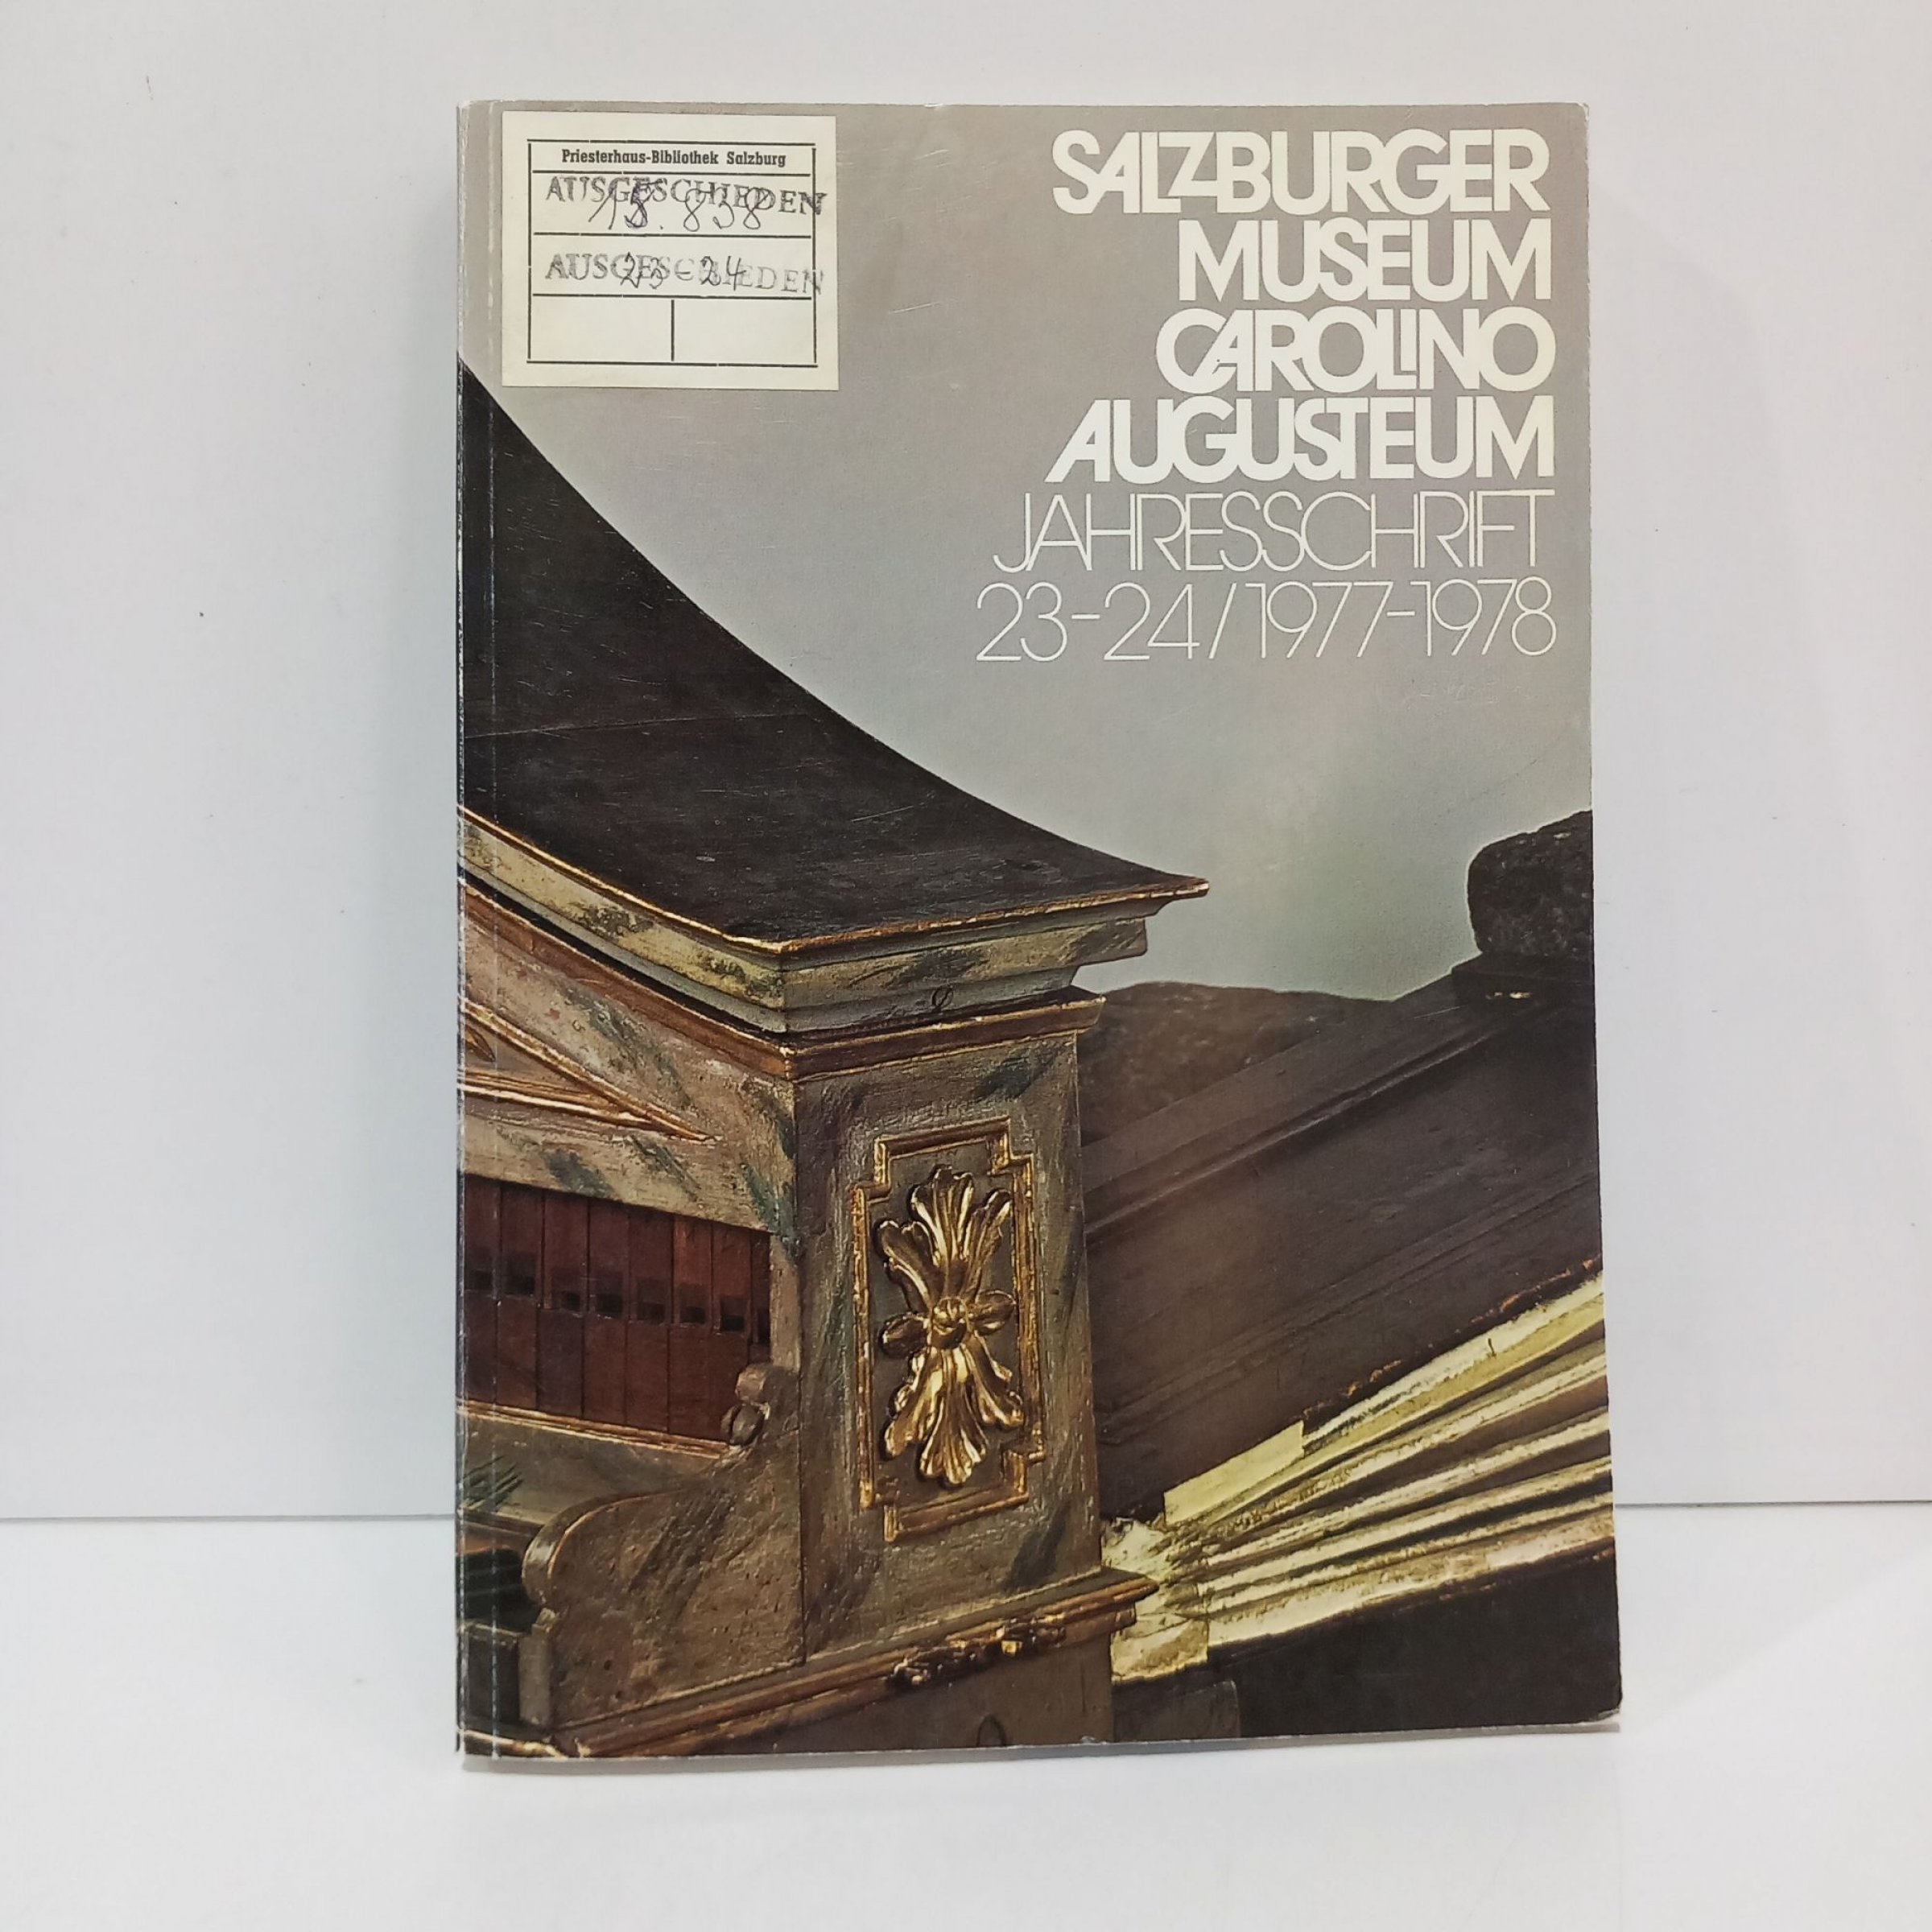 Priesterhaus-Bibliothek Salzburg
AUSGESCHIEDEN
15.838
AUSGESCHIEDEN
23-24
SALZBURGER
MUSEUM
CAROLINO
AUGUSTEUM
JAHRESSCHRIFT
23-24/1977-1978